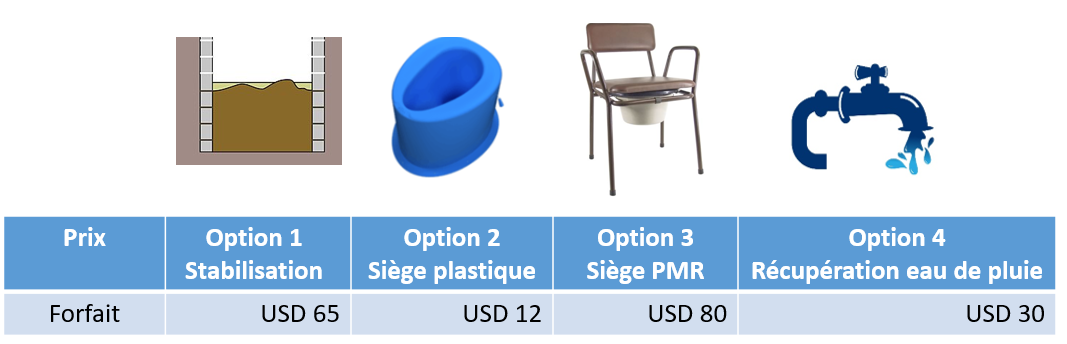 Prix
Option 1
Stabilisation
Option 2
Siège plastique
Option 3
Siège PMR
Option 4
Récupération eau de pluie
Forfait
USD 65
USD 12
USD 80
USD 30